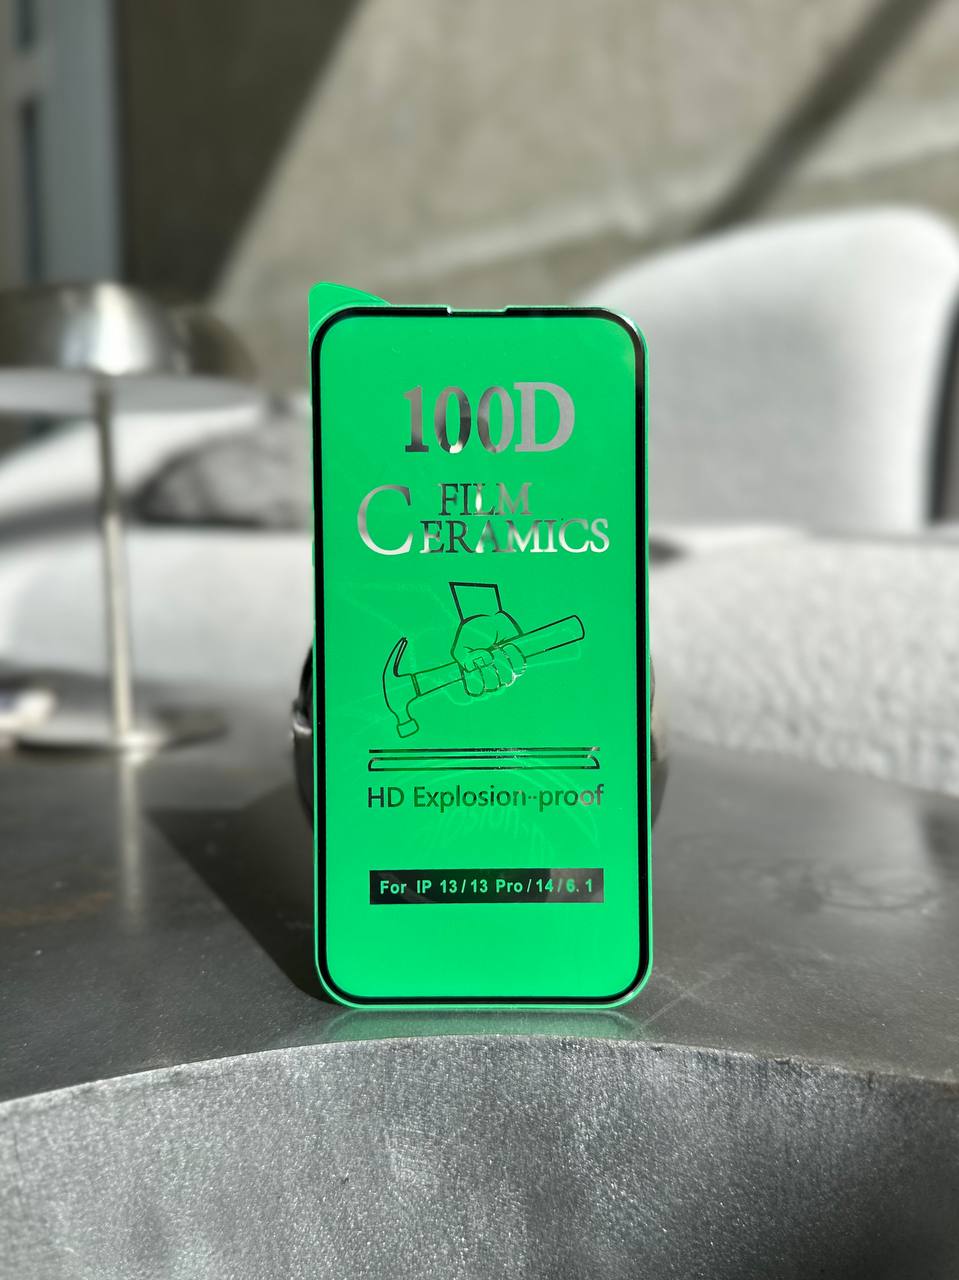 100D
FILM
CERAMICS
HD Explosion-proof
For IP 13/13 Pro/14/6.1